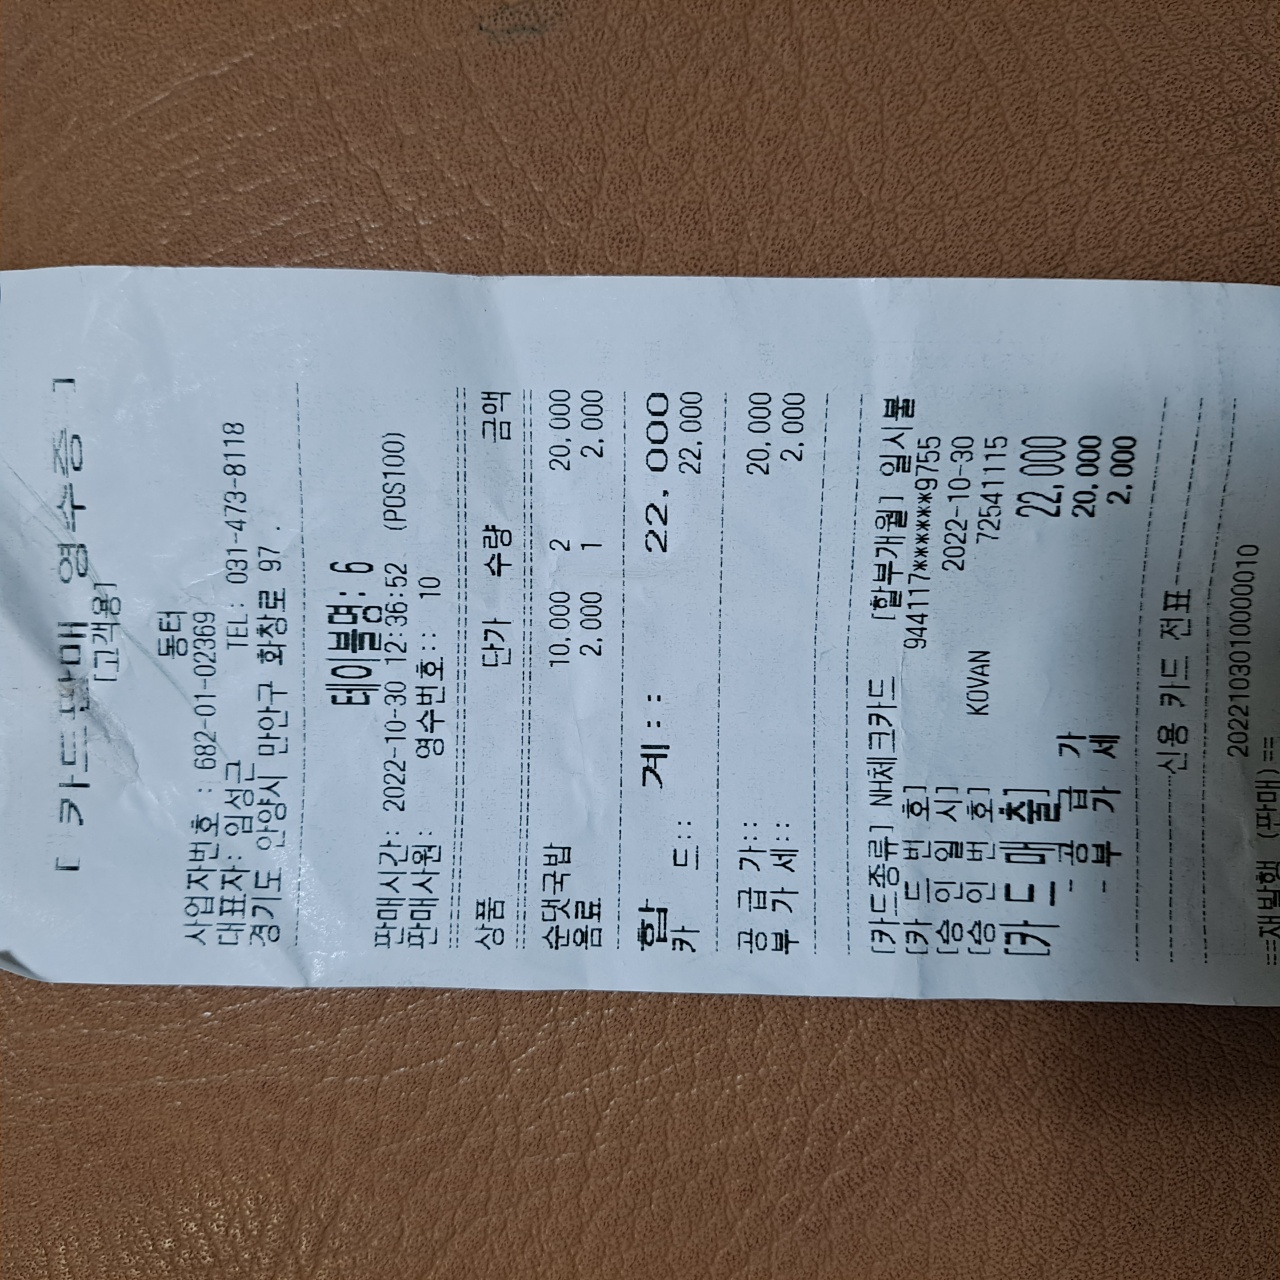 [ 카드판매 영수증 ]
[고객용]
동터
사업자번호 : 682-01-02369
대표자: 임성그 TEL: 031-473-8118
경기도 안양시 만안구 화창로 97 .
테이블명: 6
판매시간: 2022-10-30 12:36:52 (POS100)
판매사원: 영수번호:: 10
상품 단가 수량 금액
순댓국밥 10,000 2 20,000
음료 2,000 1 2,000
합 계:: 22,000
카 드:: 22,000
공 급 가:: 20,000
부 가 세:: 2,000
[카드종류] NH체크카드 [할부개월] 일시불
[카 드 번 호] 944117*******9755
[승 인 일 시] 2022-10-30
[승 인 번 호] KOVAN 72541115
[카 드 매 출] 22,000
- 공 급 가 20,000
- 부 가 세 2,000
신용 카드 전표
20221030100000010
==재발행 (판매)==